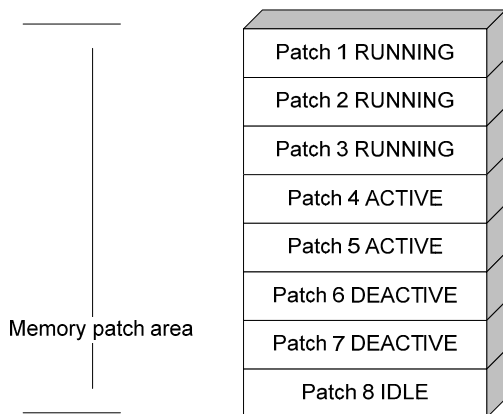 Patch 1 RUNNING
Patch 2 RUNNING
Patch 3 RUNNING
Patch 4 ACTIVE
Patch 5 ACTIVE
Patch 6 DEACTIVE
Memory patch area
Patch 7 DEACTIVE
Patch 8 IDLE